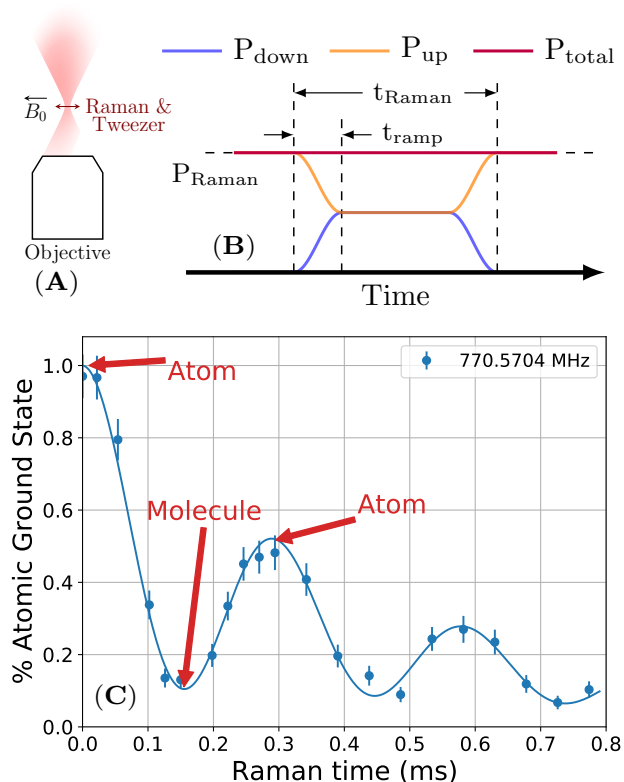 P_down P_up P_total
B_0
Raman &
Tweezer
Objective
(A)
t_Raman
t_ramp
P_Raman
(B)
Time
% Atomic Ground State
1.0
0.8
0.6
0.4
0.2
0.0
770.5704 MHz
Atom
Molecule
Atom
(C)
0.0 0.1 0.2 0.3 0.4 0.5 0.6 0.7 0.8
Raman time (ms)